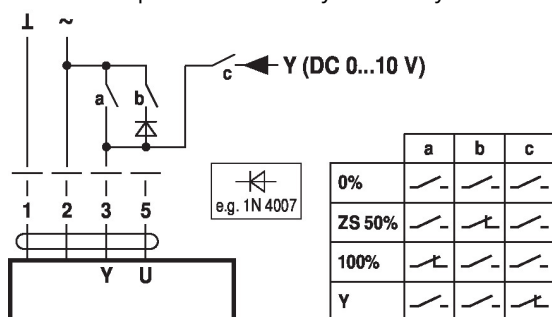 ⊥ ~
a b c Y (DC 0...10 V)
1 2 3 5
Y U
e.g. 1N 4007
a b c
0%
ZS 50%
100%
Y